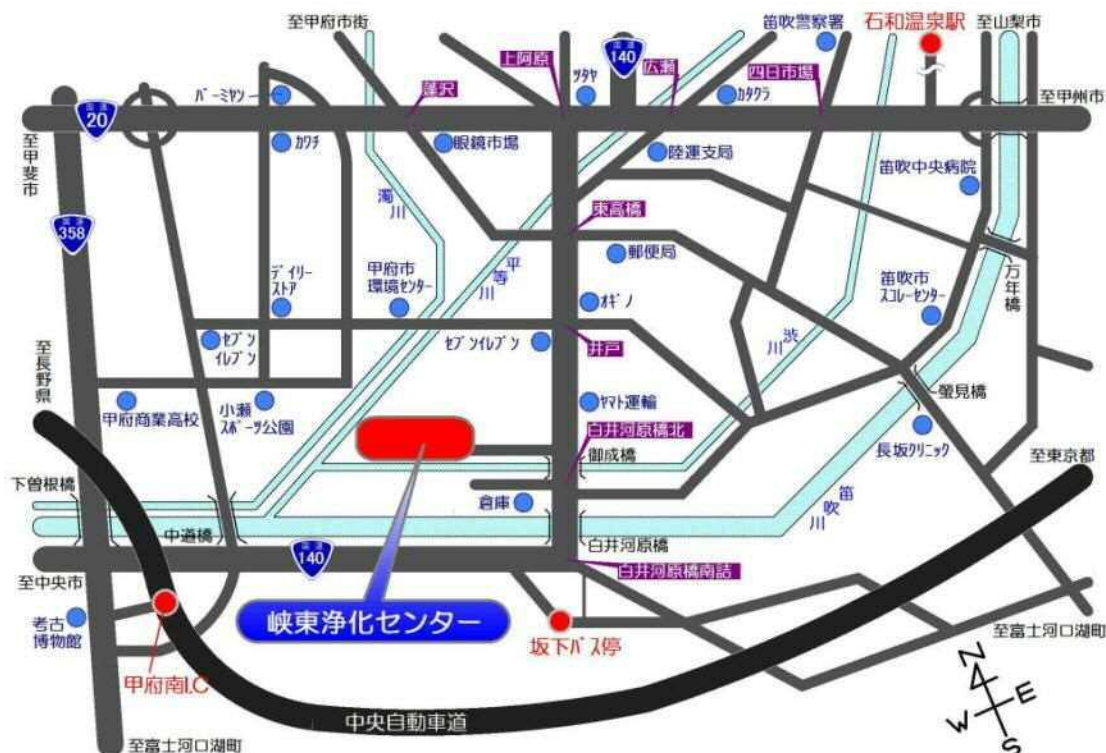 至甲府市街
笛吹警察署
石和温泉駅
至山梨市
上阿原
国道
140
広瀬
四日市場
バーミヤン
蓬沢
ツタヤ
カタクラ
至甲州市
国道
20
至甲斐市
カワチ
眼鏡市場
陸運支局
笛吹中央病院
国道
358
濁川
東高橋
平等川
郵便局
万年橋
デイリー
ストア
甲府市
環境センター
オギノ
笛吹市
スコレーセンター
セブン
イレブン
セブンイレブン
井戸
渋川
至長野県
甲府商業高校
小瀬
スポーツ公園
ヤマト運輸
蛍見橋
白井河原橋北
長坂クリニック
御成橋
至東京都
下曽根橋
倉庫
笛吹川
中道橋
白井河原橋
国道
140
白井河原橋南詰
至中央市
考古
博物館
峡東浄化センター
坂下バス停
至富士河口湖町
甲府南I.C
中央自動車道
至富士河口湖町
N
E
W
S